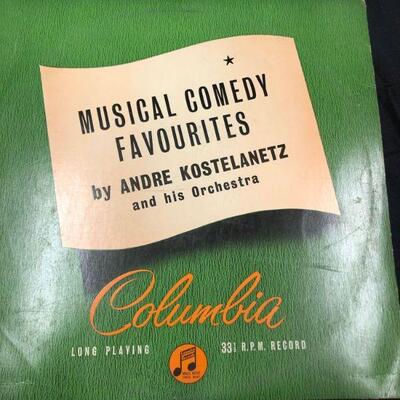 MUSICAL COMEDY
FAVOURITES
by ANDRE KOSTELANETZ
and his Orchestra
Columbia
LONG PLAYING
33⅓ R.P.M. RECORD